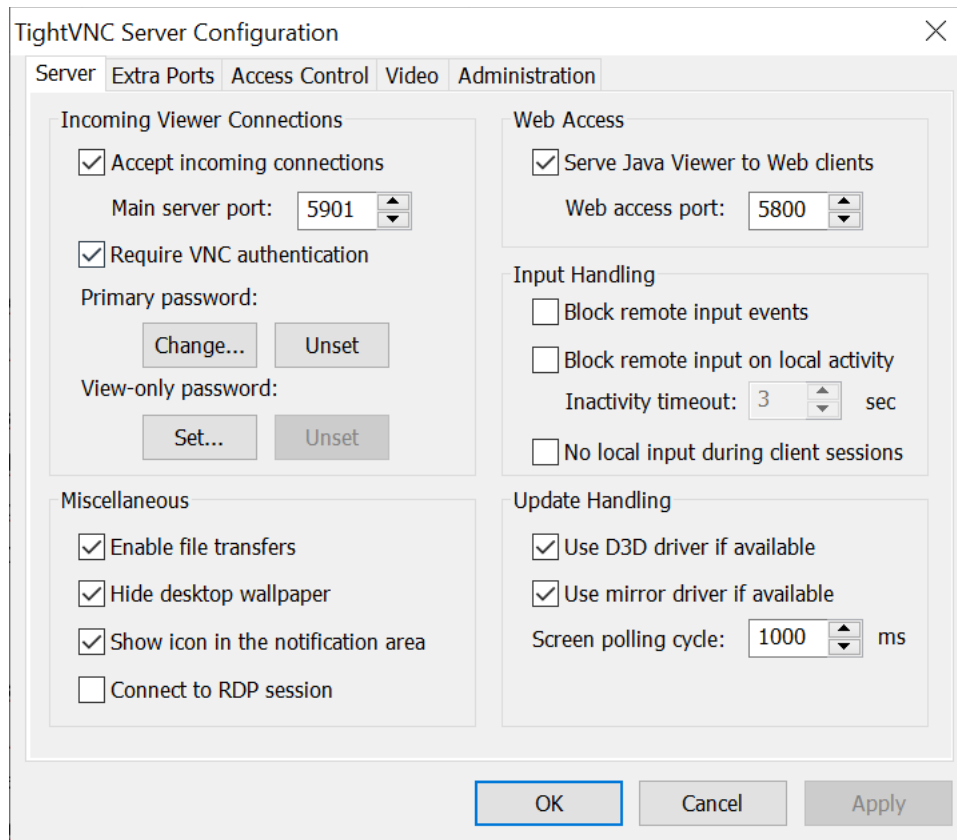 TightVNC Server Configuration
Server Extra Ports Access Control Video Administration
Incoming Viewer Connections
Accept incoming connections
Main server port: 5901
Require VNC authentication
Primary password:
Change... Unset
View-only password:
Set... Unset
Web Access
Serve Java Viewer to Web clients
Web access port: 5800
Input Handling
Block remote input events
Block remote input on local activity
Inactivity timeout: 3 sec
No local input during client sessions
Miscellaneous
Enable file transfers
Hide desktop wallpaper
Show icon in the notification area
Connect to RDP session
Update Handling
Use D3D driver if available
Use mirror driver if available
Screen polling cycle: 1000 ms
OK Cancel Apply